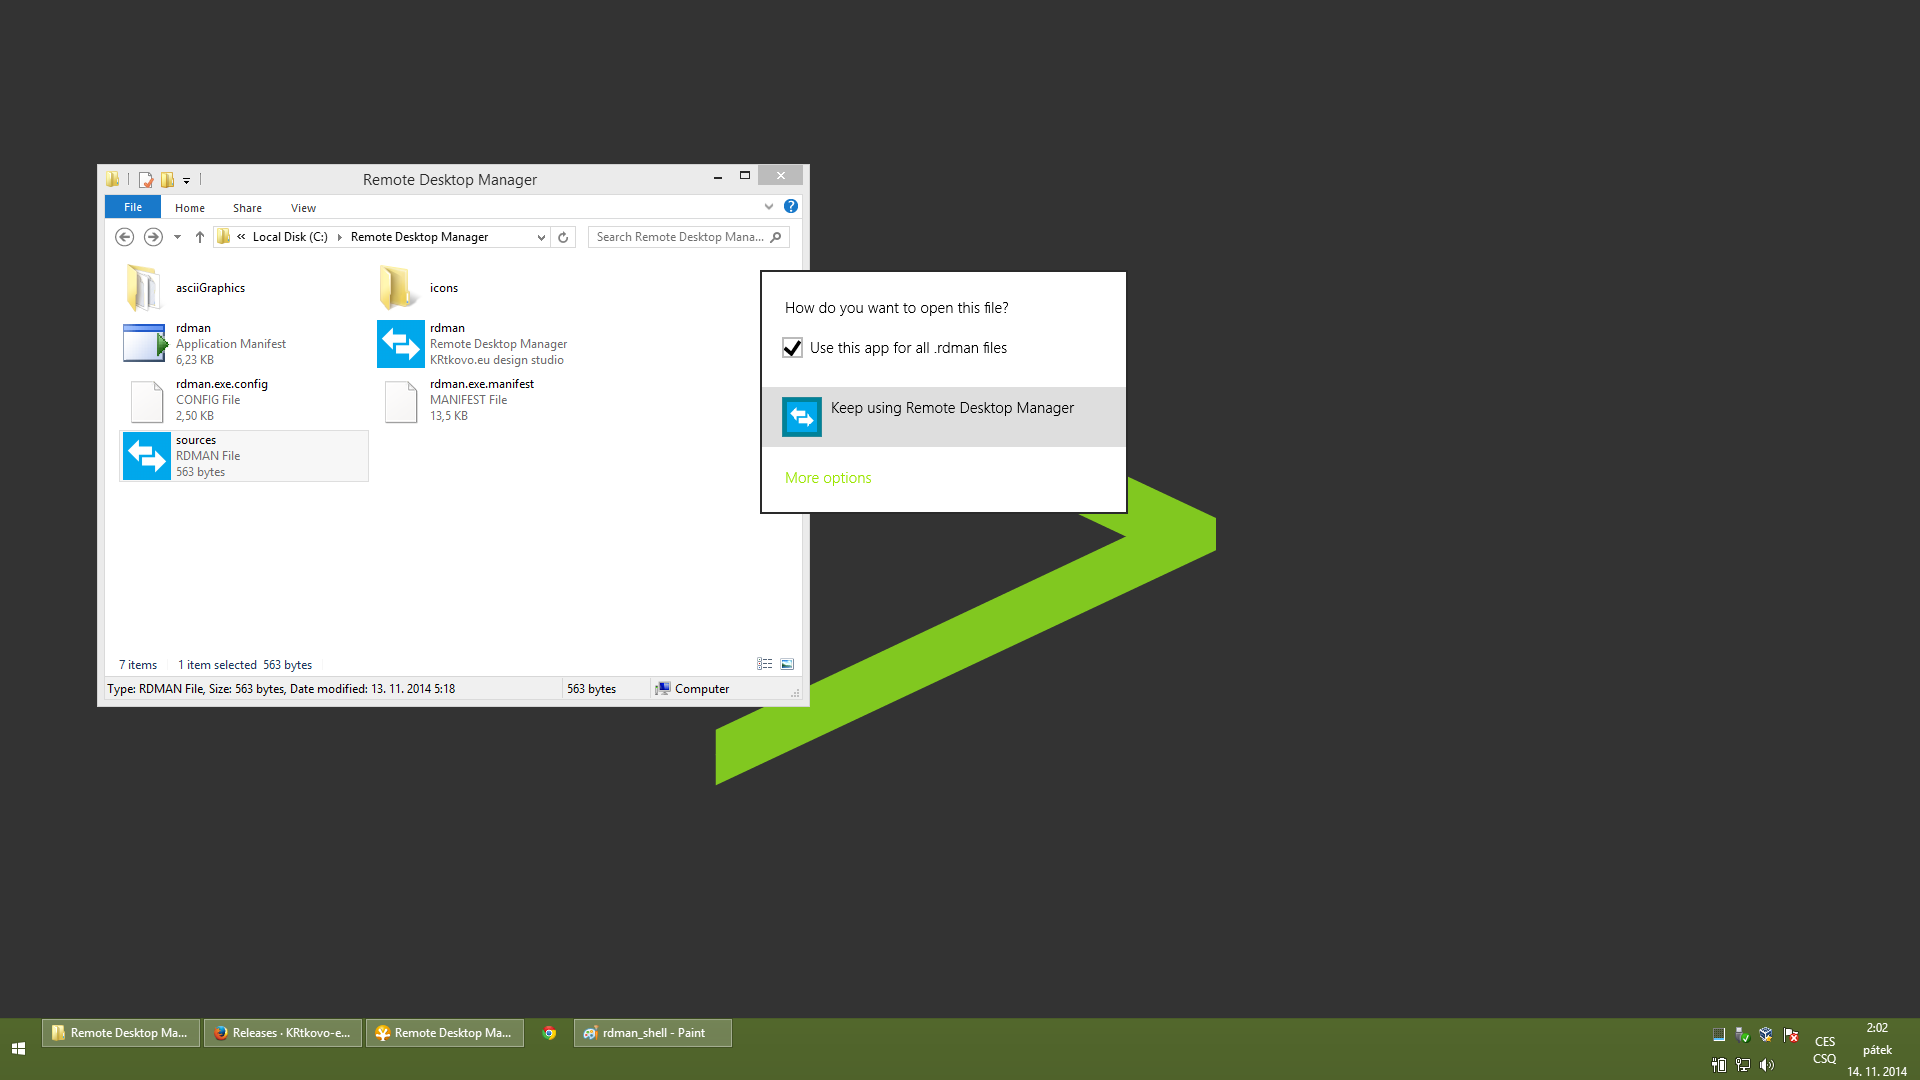 Remote Desktop Manager
File Home Share View
« Local Disk (C:) Remote Desktop Manager Search Remote Desktop Mana...
asciiGraphics
icons
rdman
Application Manifest
6,23 KB
rdman
Remote Desktop Manager
KRtkovo.eu design studio
rdman.exe.config
CONFIG File
2,50 KB
rdman.exe.manifest
MANIFEST File
13,5 KB
sources
RDMAN File
563 bytes
7 items 1 item selected 563 bytes
Type: RDMAN File, Size: 563 bytes, Date modified: 13. 11. 2014 5:18 563 bytes Computer
How do you want to open this file?
Use this app for all .rdman files
Keep using Remote Desktop Manager
More options
Remote Desktop Ma... Releases · KRtkovo-e... Remote Desktop Ma... rdman_shell - Paint
CES
CSQ
2:02
pátek
14. 11. 2014